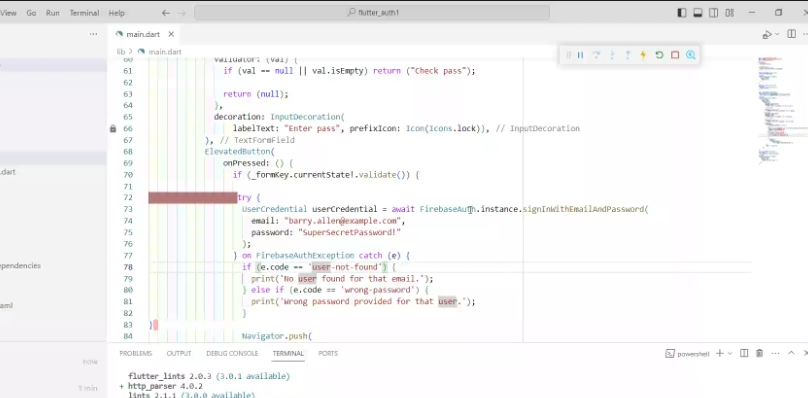 View Go Run Terminal Help
flutter_auth1
main.dart
lib > main.dart
60 validator: (val) {
61 if (val == null || val.isEmpty) return ("Check pass");
62
63 return (null);
64 },
65 decoration: InputDecoration(
66 labelText: "Enter pass", prefixIcon: Icon(Icons.lock)), // InputDecoration
67 ), // TextFormField
68 ElevatedButton(
69 onPressed: () {
70 if (_formKey.currentState!.validate()) {
71
72 try {
73 UserCredential userCredential = await FirebaseAuth.instance.signInWithEmailAndPassword(
74 email: "barry.allen@example.com",
75 password: "SuperSecretPassword!"
76 );
77 } on FirebaseAuthException catch (e) {
78 if (e.code == 'user-not-found') {
79 print('No user found for that email.');
80 } else if (e.code == 'wrong-password') {
81 print('Wrong password provided for that user.');
82 }
83 }
84 Navigator.push(
.dart
ependencies
aml
now
1 min
PROBLEMS OUTPUT DEBUG CONSOLE TERMINAL PORTS
powershell
flutter_lints 2.0.3 (3.0.1 available)
+ http_parser 4.0.2
lints 2.1.1 (3.0.0 available)